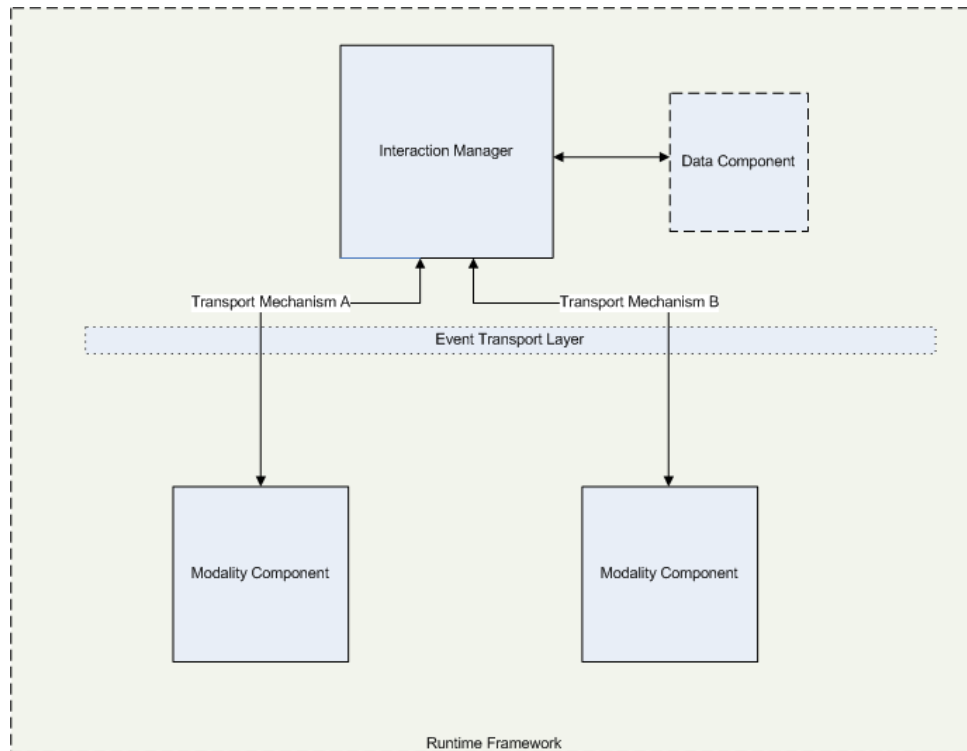 Interaction Manager
Data Component
Transport Mechanism A
Transport Mechanism B
Event Transport Layer
Modality Component
Modality Component
Runtime Framework